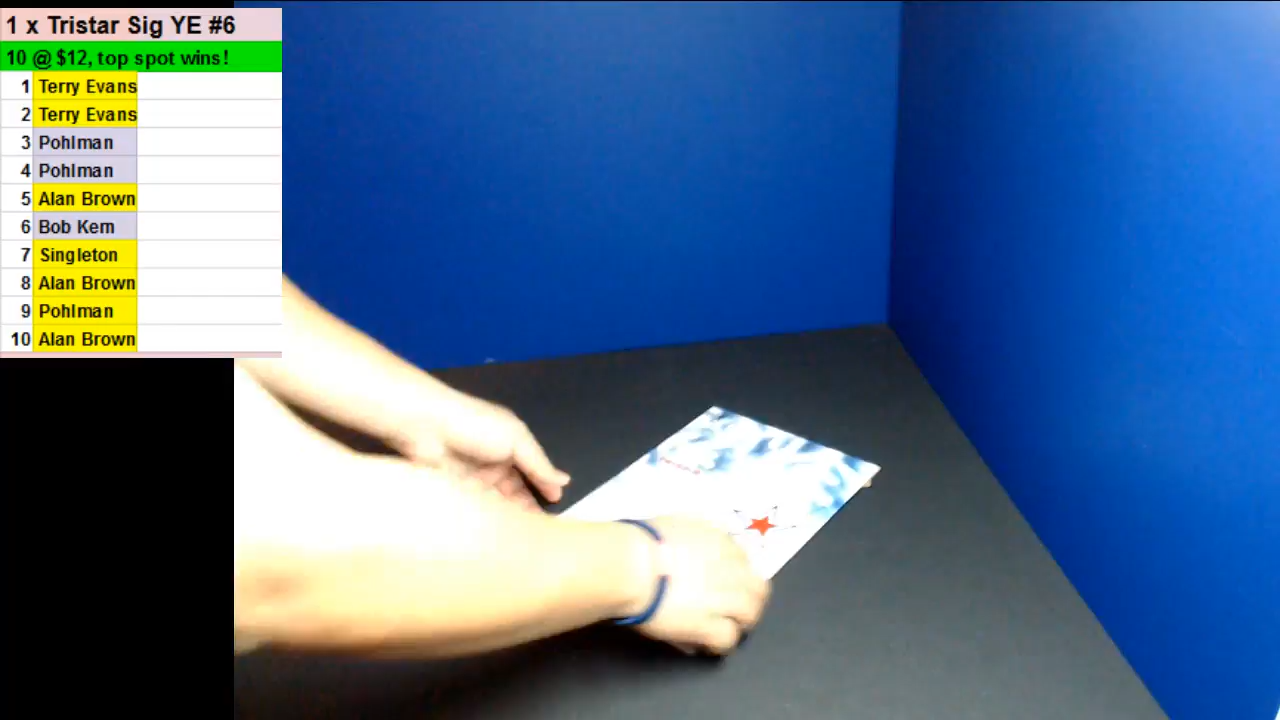 1 x Tristar Sig YE #6
10 @ $12, top spot wins!
1 Terry Evans
2 Terry Evans
3 Pohlman
4 Pohlman
5 Alan Brown
6 Bob Kern
7 Singleton
8 Alan Brown
9 Pohlman
10 Alan Brown